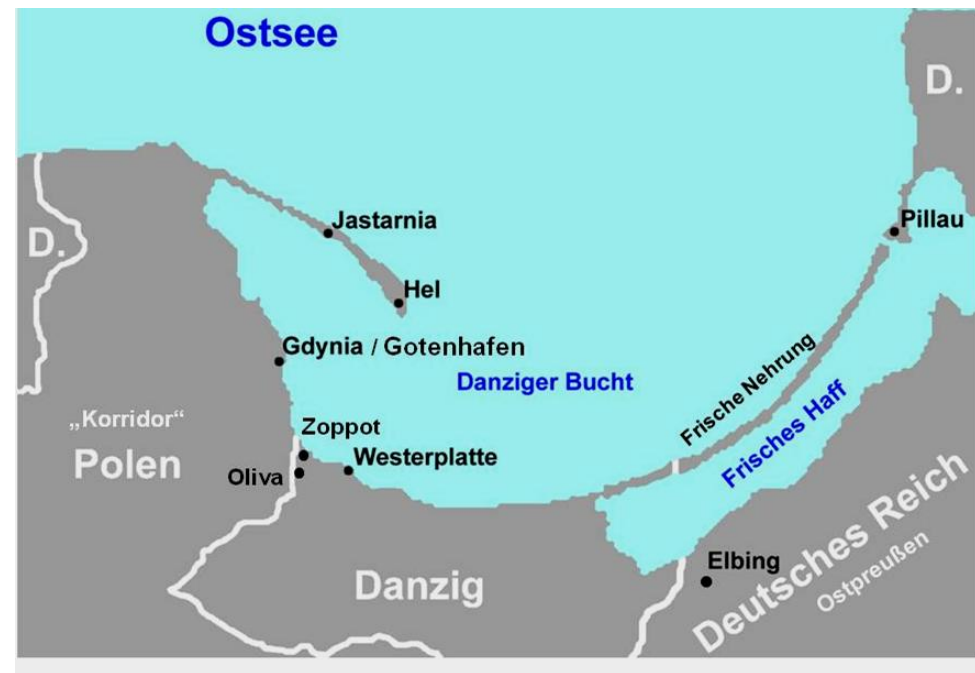 Ostsee
D.
Jastarnia
Pillau
D.
Hel
Gdynia / Gotenhafen
Danziger Bucht
Frische Nehrung
Frisches Haff
„Korridor“
Zoppot
Polen
Westerplatte
Oliva
Elbing
Danzig
Deutsches Reich
Ostpreußen